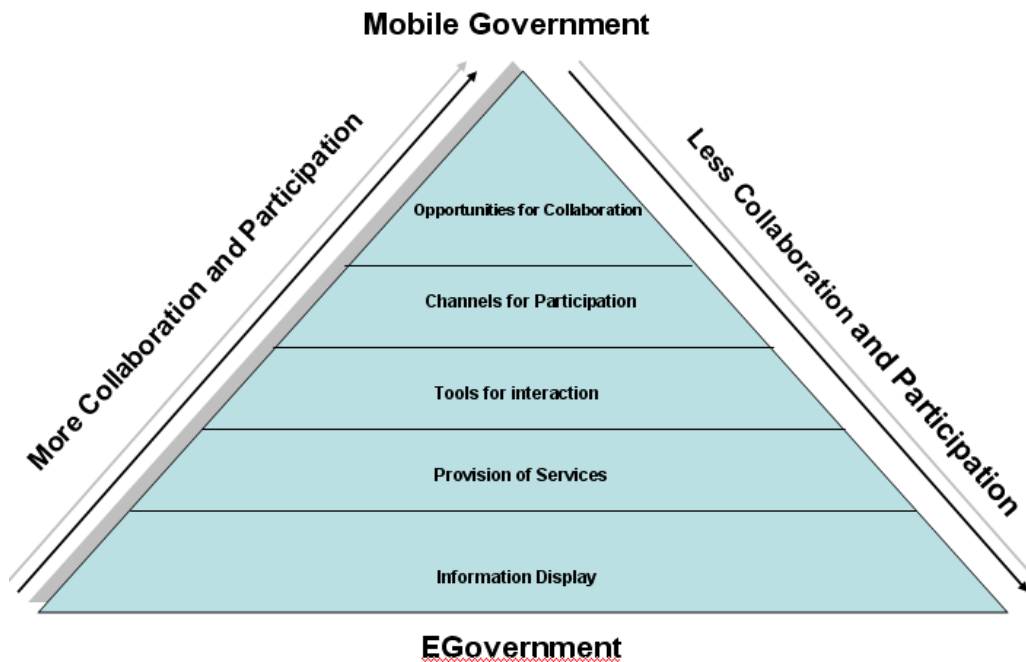 Mobile Government
More Collaboration and Participation
Less Collaboration and Participation
Opportunities for Collaboration
Channels for Participation
Tools for interaction
Provision of Services
Information Display
EGovernment